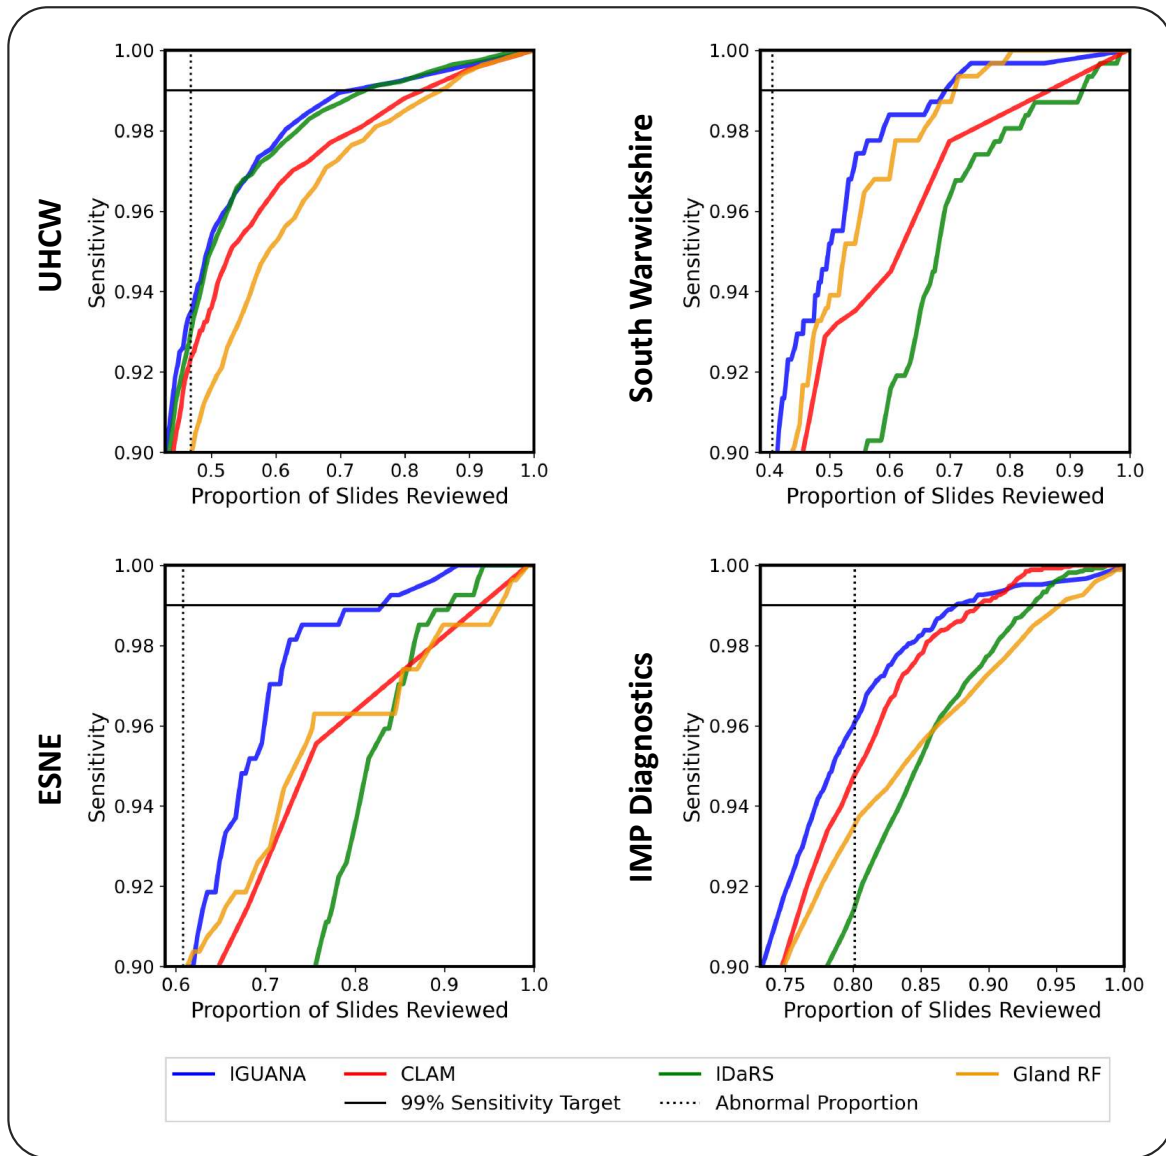 UHCW
Sensitivity
1.00
0.98
0.96
0.94
0.92
0.90
0.5 0.6 0.7 0.8 0.9 1.0
Proportion of Slides Reviewed
South Warwickshire
Sensitivity
1.00
0.98
0.96
0.94
0.92
0.90
0.4 0.5 0.6 0.7 0.8 0.9 1.0
Proportion of Slides Reviewed
ESNE
Sensitivity
1.00
0.98
0.96
0.94
0.92
0.90
0.6 0.7 0.8 0.9 1.0
Proportion of Slides Reviewed
IMP Diagnostics
Sensitivity
1.00
0.98
0.96
0.94
0.92
0.90
0.75 0.80 0.85 0.90 0.95 1.00
Proportion of Slides Reviewed
IGUANA CLAM IDaRS Gland RF
99% Sensitivity Target Abnormal Proportion